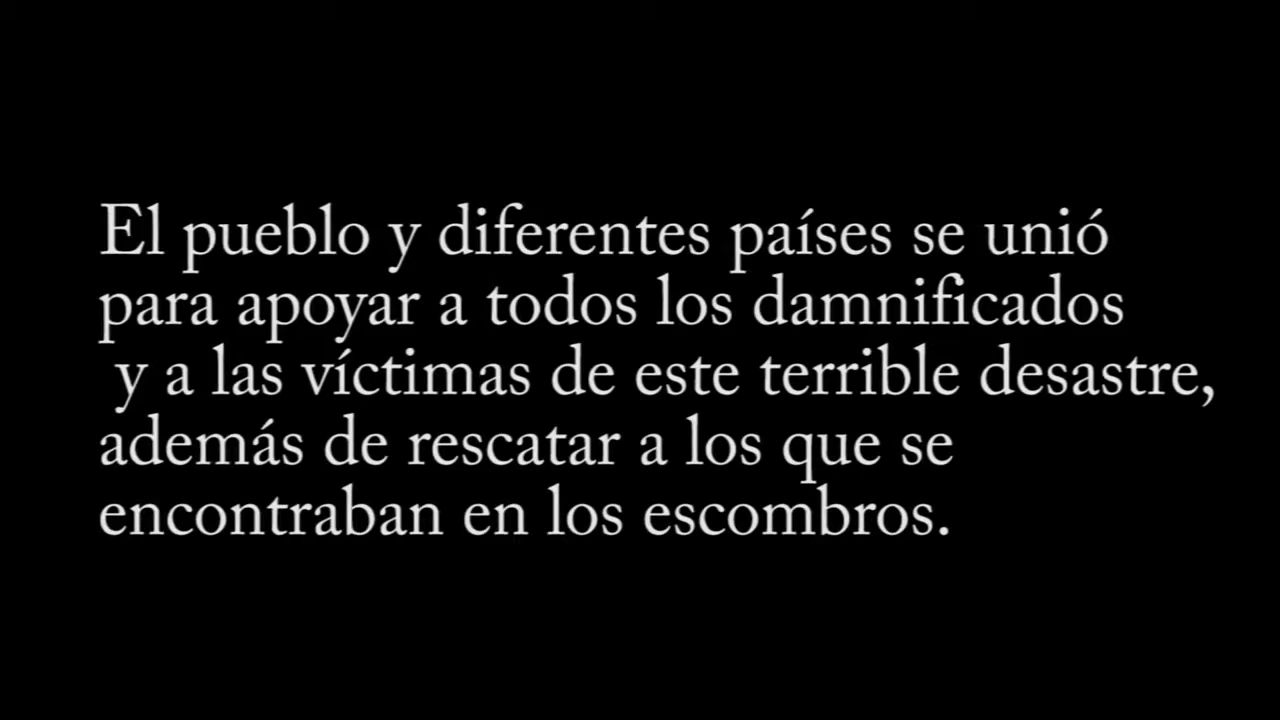 El pueblo y diferentes países se unió
para apoyar a todos los damnificados
y a las víctimas de este terrible desastre,
además de rescatar a los que se
encontraban en los escombros.